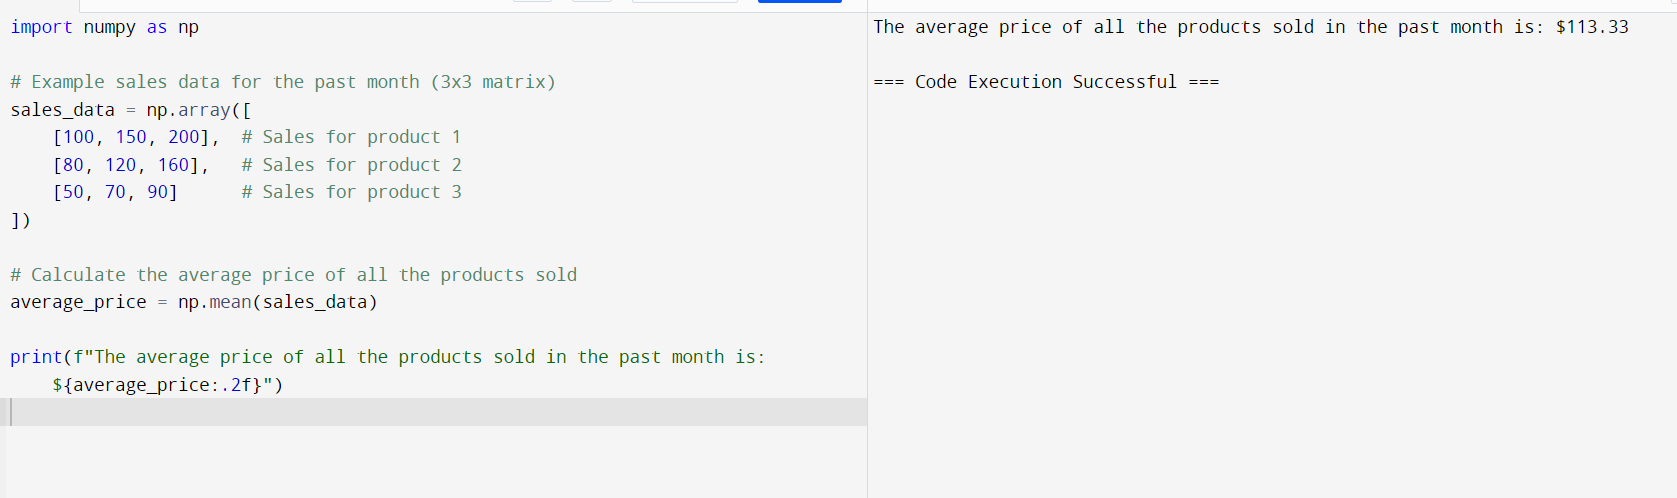 import numpy as np
# Example sales data for the past month (3x3 matrix)
sales_data = np.array([
    [100, 150, 200],  # Sales for product 1
    [80, 120, 160],   # Sales for product 2
    [50, 70, 90]      # Sales for product 3
])
# Calculate the average price of all the products sold
average_price = np.mean(sales_data)
print(f"The average price of all the products sold in the past month is:
    ${average_price:.2f}")
The average price of all the products sold in the past month is: $113.33
=== Code Execution Successful ===